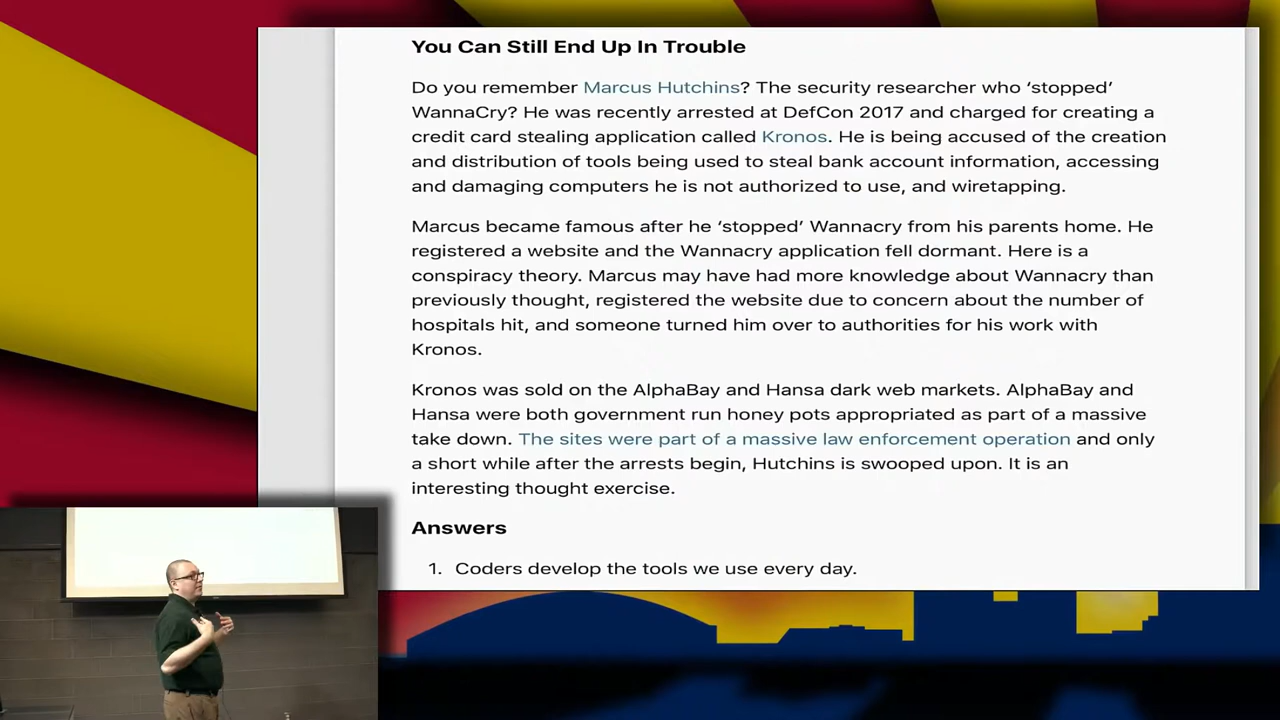 You Can Still End Up In Trouble
Do you remember Marcus Hutchins? The security researcher who ‘stopped’
WannaCry? He was recently arrested at DefCon 2017 and charged for creating a
credit card stealing application called Kronos. He is being accused of the creation
and distribution of tools being used to steal bank account information, accessing
and damaging computers he is not authorized to use, and wiretapping.
Marcus became famous after he ‘stopped’ Wannacry from his parents home. He
registered a website and the Wannacry application fell dormant. Here is a
conspiracy theory. Marcus may have had more knowledge about Wannacry than
previously thought, registered the website due to concern about the number of
hospitals hit, and someone turned him over to authorities for his work with
Kronos.
Kronos was sold on the AlphaBay and Hansa dark web markets. AlphaBay and
Hansa were both government run honey pots appropriated as part of a massive
take down. The sites were part of a massive law enforcement operation and only
a short while after the arrests begin, Hutchins is swooped upon. It is an
interesting thought exercise.
Answers
1. Coders develop the tools we use every day.